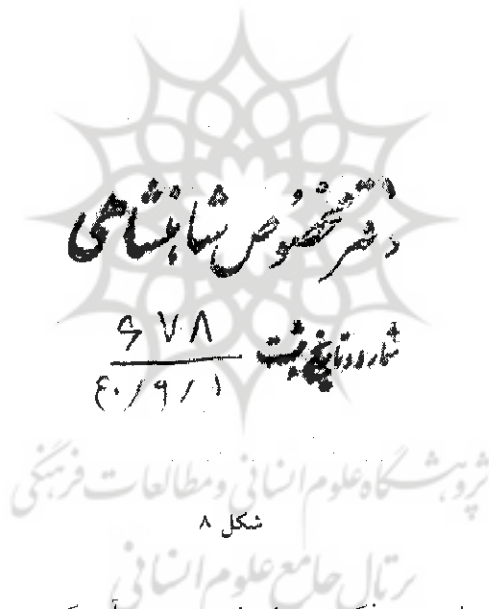 دفتر مخصوص شاهنشاهی
شماره و تاریخ ثبت ۶۷۸
۴۰/۹/۱
پژوهشگاه علوم انسانی و مطالعات فرهنگی
شکل ۸
پرتال جامع علوم انسانی